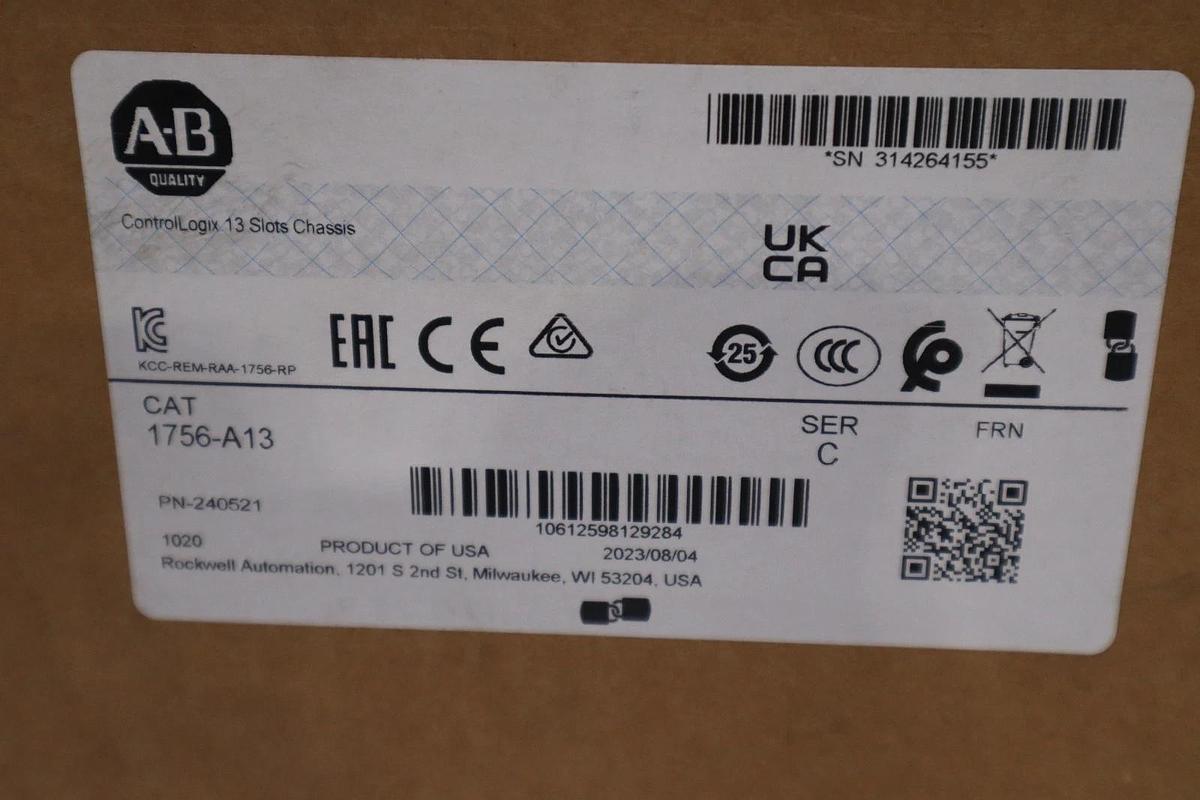 A-B
QUALITY
*SN 314264155*
ControlLogix 13 Slots Chassis
UK
CA
KC
KCC-REM-RAA-1756-RP
EAC
CE
25
CCC
CAT
1756-A13
SER
C
FRN
PN-240521
10612598129284
1020
PRODUCT OF USA
2023/08/04
Rockwell Automation, 1201 S 2nd St, Milwaukee, WI 53204, USA